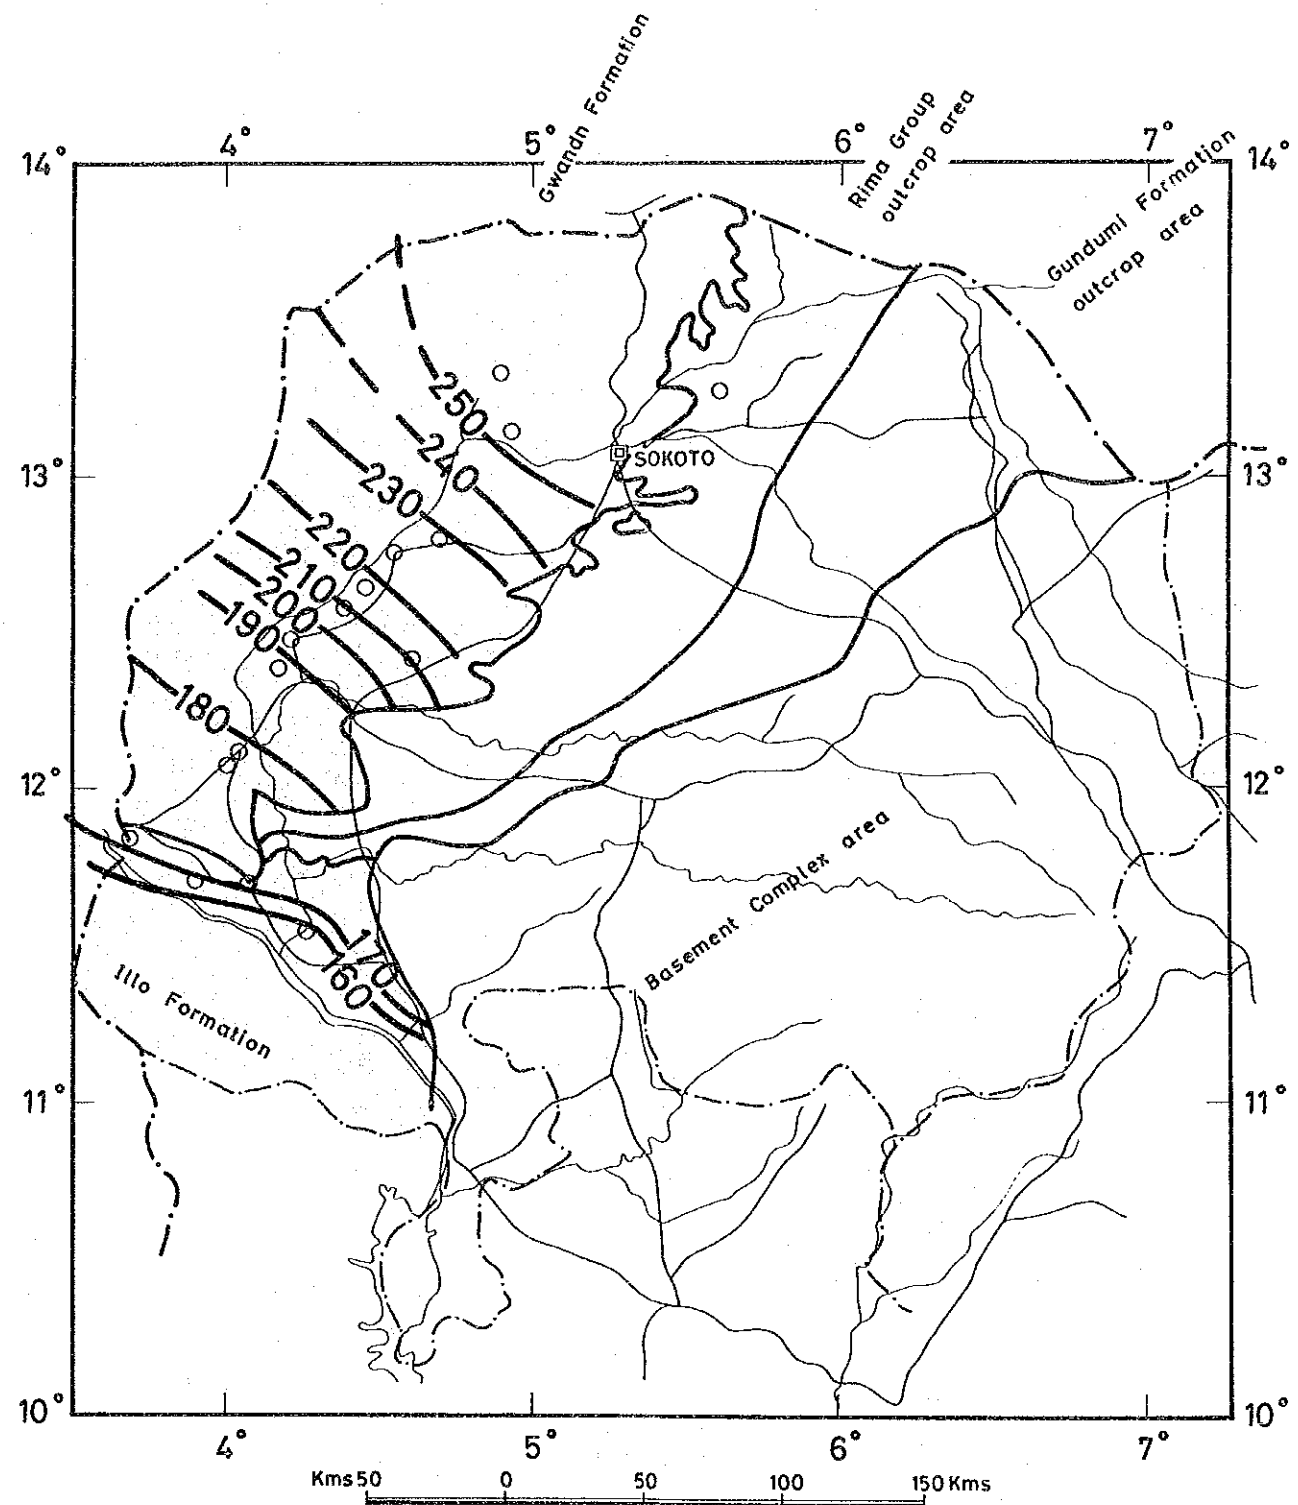 Gwandn Formation
Rima Group
outcrop area
Gundumi Formation
outcrop area
4° 5° 6° 7°
14° 14°
250
SOKOTO
240
13° 13°
230
220
210
200
190
180
12° 12°
Basement Complex area
170
160
Illo Formation
11° 11°
10° 10°
4° 5° 6° 7°
Kms 50 0 50 100 150 Kms